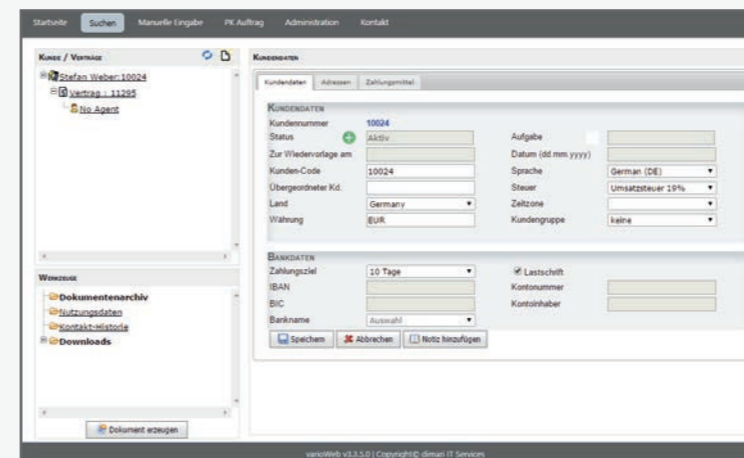 Startseite Suchen Manuelle Eingabe PK Auftrag Administration Kontakt
Kunde / Verträge
Stefan Weber:10024
Vertrag : 11295
No Agent
Werkzeuge
Dokumentenarchiv
Nutzungsdaten
Kontakt-Historie
Downloads
Dokument erzeugen
Kundendaten
Kundendaten Adressen Zahlungsmittel
Kundendaten
Kundennummer 10024
Status Aktiv Aufgabe
Zur Wiedervorlage am Datum (dd.mm.yyyy)
Kunden-Code 10024 Sprache German (DE)
Übergeordneter Kd. Steuer Umsatzsteuer 19%
Land Germany Zeitzone
Währung EUR Kundengruppe keine
Bankdaten
Zahlungsziel 10 Tage Lastschrift
IBAN Kontonummer
BIC Kontoinhaber
Bankname Auswahl
Speichern Abbrechen Notiz hinzufügen
varioWeb v3.3.5.0 | Copyright© dimari IT Services